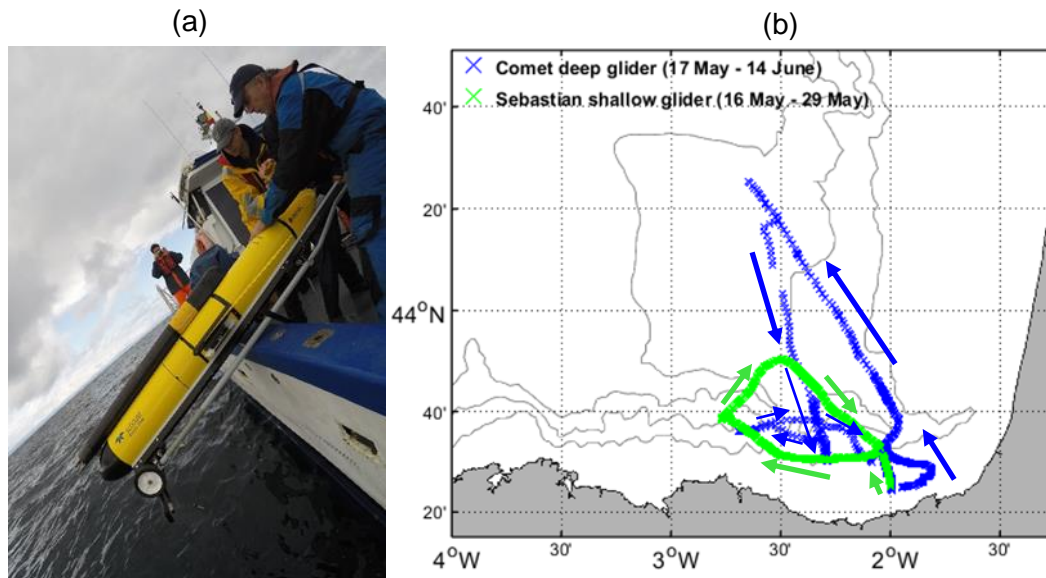 (a)
(b)
Comet deep glider (17 May - 14 June)
Sebastian shallow glider (16 May - 29 May)
40'
20'
44°N
40'
20'
4°W
30'
3°W
30'
2°W
30'